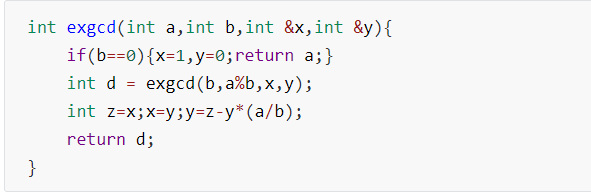 int exgcd(int a,int b,int &x,int &y){
    if(b==0){x=1,y=0;return a;}
    int d = exgcd(b,a%b,x,y);
    int z=x;x=y;y=z-y*(a/b);
    return d;
}